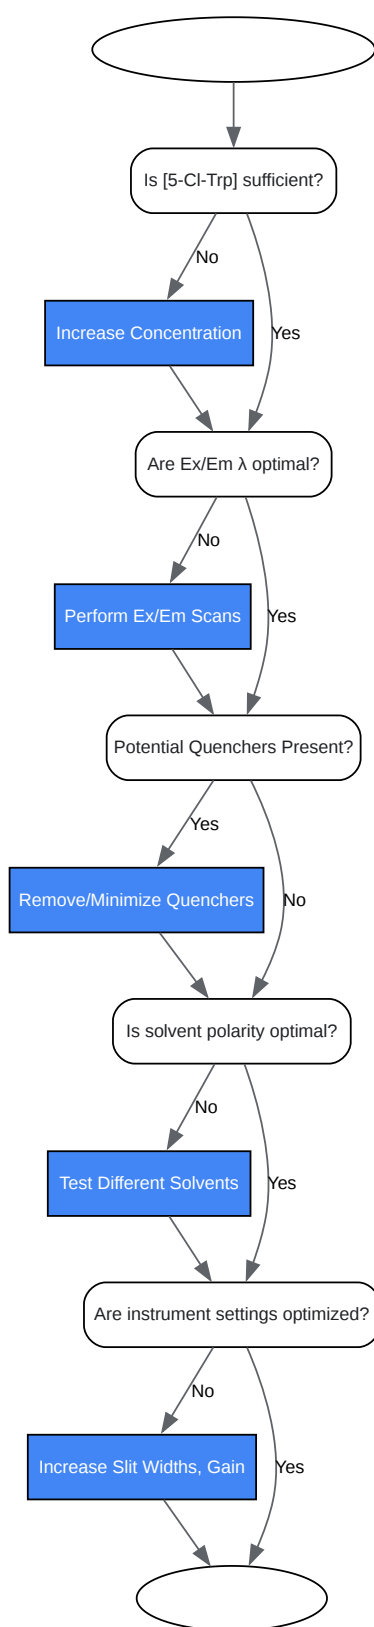 Is [5-Cl-Trp] sufficient?
No
Increase Concentration
Yes
Are Ex/Em λ optimal?
No
Perform Ex/Em Scans
Yes
Potential Quenchers Present?
Yes
Remove/Minimize Quenchers
No
Is solvent polarity optimal?
No
Test Different Solvents
Yes
Are instrument settings optimized?
No
Increase Slit Widths, Gain
Yes